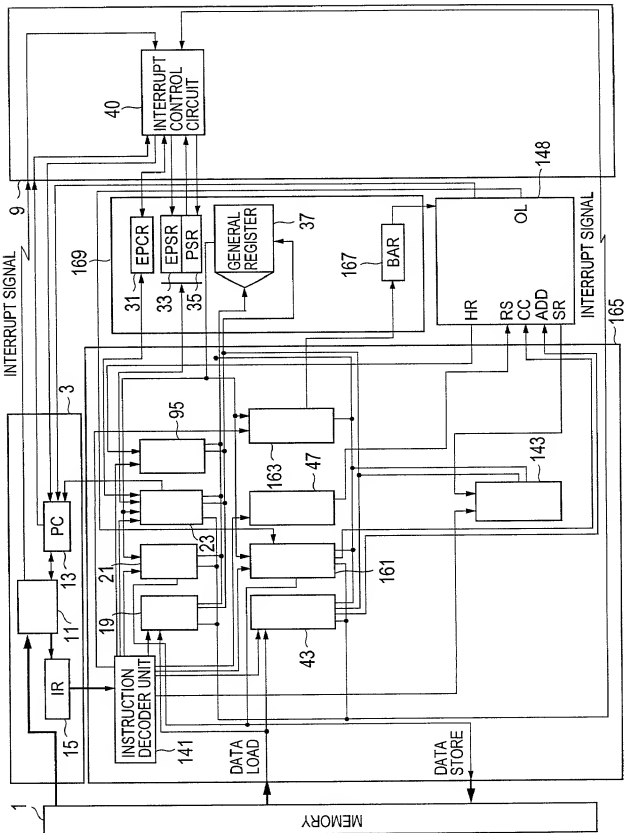 INTERRUPT SIGNAL
9
40
INTERRUPT
CONTROL
CIRCUIT
3
11
PC
13
IR
15
169
EPCR
31
EPSR
33
PSR
35
GENERAL
REGISTER
37
167
BAR
148
OL
HR
RS
CC
ADD
SR
INTERRUPT SIGNAL
165
INSTRUCTION
DECODER UNIT
141
19
21
23
95
43
161
47
163
143
DATA
LOAD
DATA
STORE
1
MEMORY